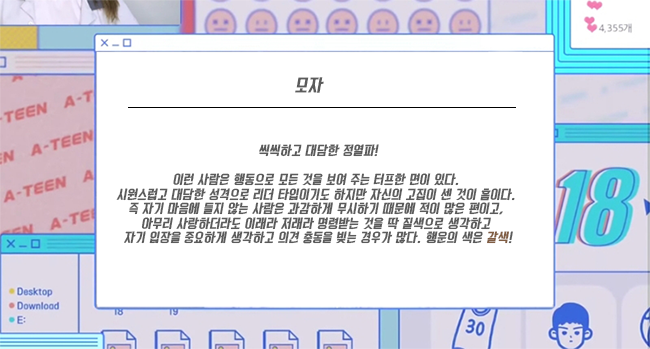 4,355개
모자
씩씩하고 대담한 정열파!
이런 사람은 행동으로 모든 것을 보여 주는 터프한 면이 있다.
시원스럽고 대담한 성격으로 리더 타입이기도 하지만 자신의 고집이 센 것이 흠이다.
즉 자기 마음에 들지 않는 사람은 과감하게 무시하기 때문에 적이 많은 편이고,
아무리 사랑하더라도 이래라 저래라 명령받는 것을 딱 질색으로 생각하고
자기 입장을 중요하게 생각하고 의견 충돌을 빚는 경우가 많다. 행운의 색은 갈색!
A-TEEN
A-TEEN
A-TEEN
A-TEEN
18
Desktop
Download
E:
18
19
30